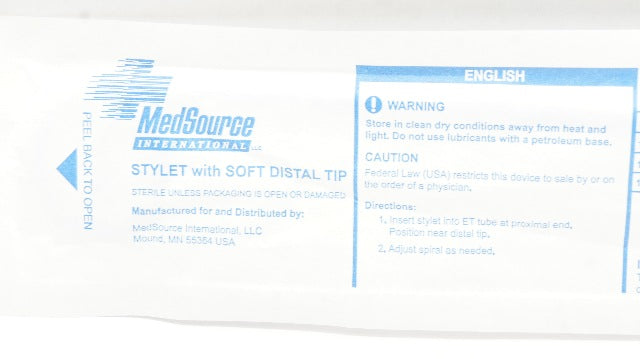 PEEL BACK TO OPEN
MedSource
INTERNATIONAL LLC
STYLET with SOFT DISTAL TIP
STERILE UNLESS PACKAGING IS OPEN OR DAMAGED
Manufactured for and Distributed by:
MedSource International, LLC
Mound, MN 55364 USA
ENGLISH
WARNING
Store in clean dry conditions away from heat and
light. Do not use lubricants with a petroleum base.
CAUTION
Federal Law (USA) restricts this device to sale by or on
the order of a physician.
Directions:
1. Insert stylet into ET tube at proximal end.
Position near distal tip.
2. Adjust spiral as needed.